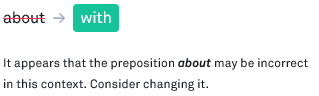 about → with
It appears that the preposition about may be incorrect
in this context. Consider changing it.